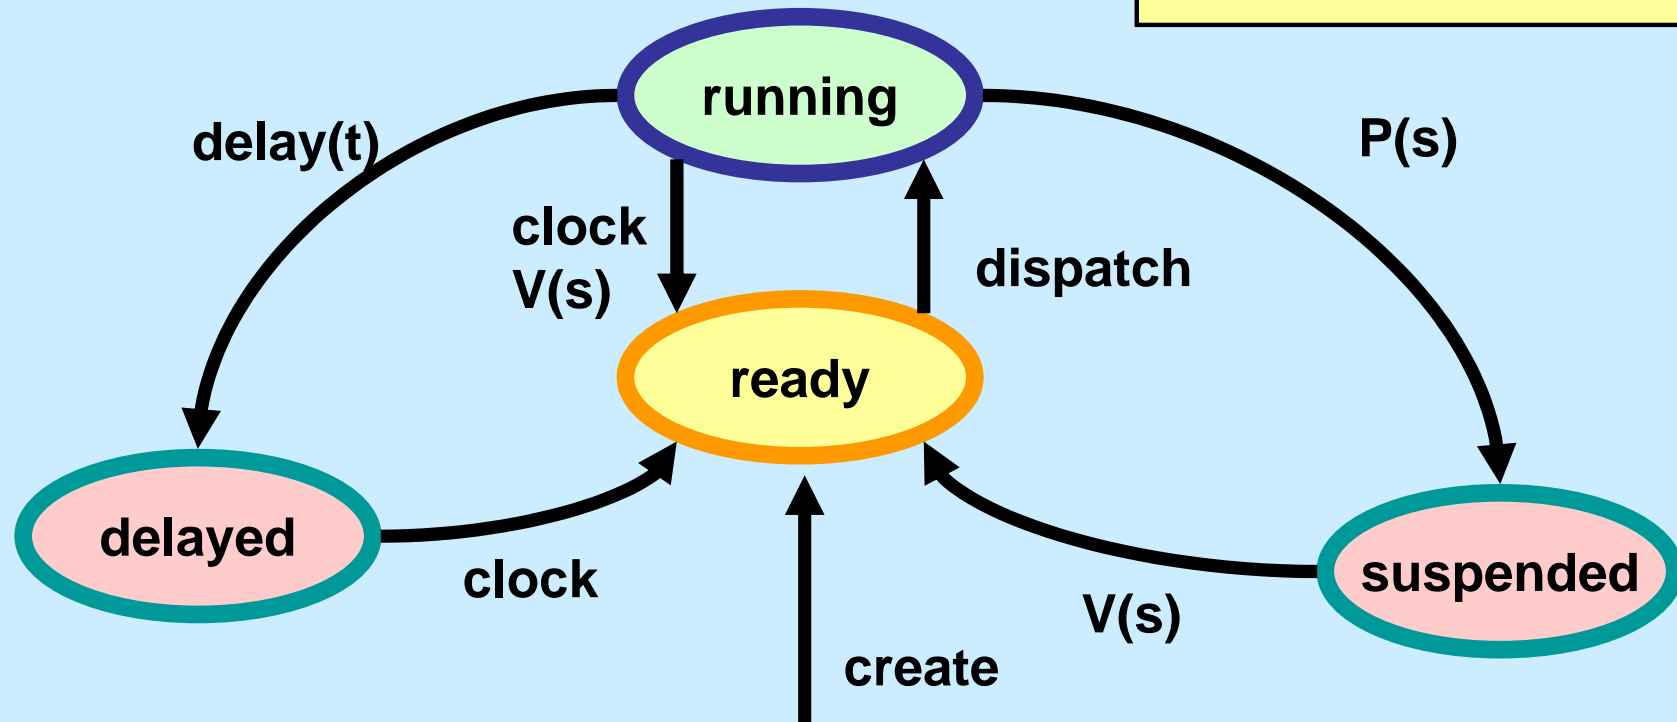 running
delay(t)
P(s)
clock
V(s)
dispatch
ready
delayed
clock
suspended
V(s)
create